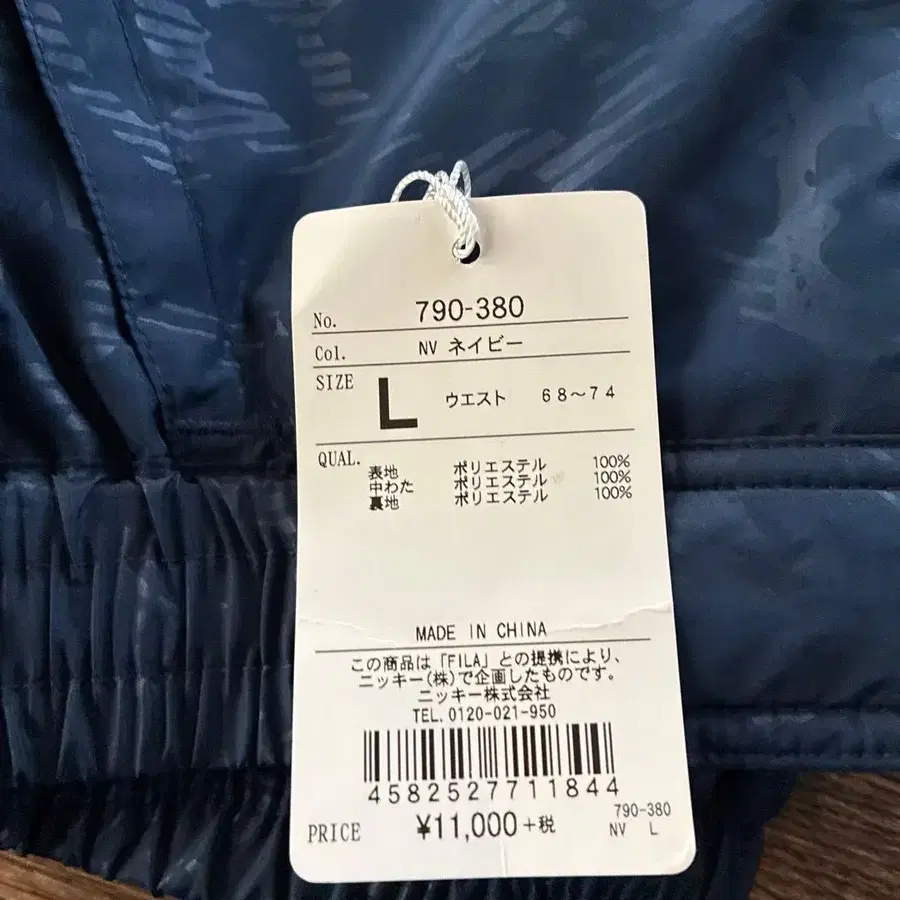 No. 790-380
Col. NV ネイビー
SIZE L ウエスト 68～74
QUAL.
表地 ポリエステル 100%
中わた ポリエステル 100%
裏地 ポリエステル 100%
MADE IN CHINA
この商品は「FILA」との提携により、
ニッキー(株)で企画したものです。
ニッキー株式会社
TEL.0120-021-950
4582527711844
790-380
PRICE ¥11,000+税
NV L